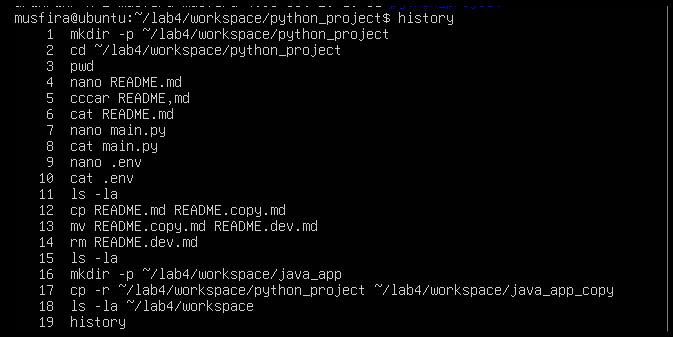 musfira@ubuntu:~/lab4/workspace/python_project$ history
1 mkdir -p ~/lab4/workspace/python_project
2 cd ~/lab4/workspace/python_project
3 pwd
4 nano README.md
5 cccar README,md
6 cat README.md
7 nano main.py
8 cat main.py
9 nano .env
10 cat .env
11 ls -la
12 cp README.md README.copy.md
13 mv README.copy.md README.dev.md
14 rm README.dev.md
15 ls -la
16 mkdir -p ~/lab4/workspace/java_app
17 cp -r ~/lab4/workspace/python_project ~/lab4/workspace/java_app_copy
18 ls -la ~/lab4/workspace
19 history